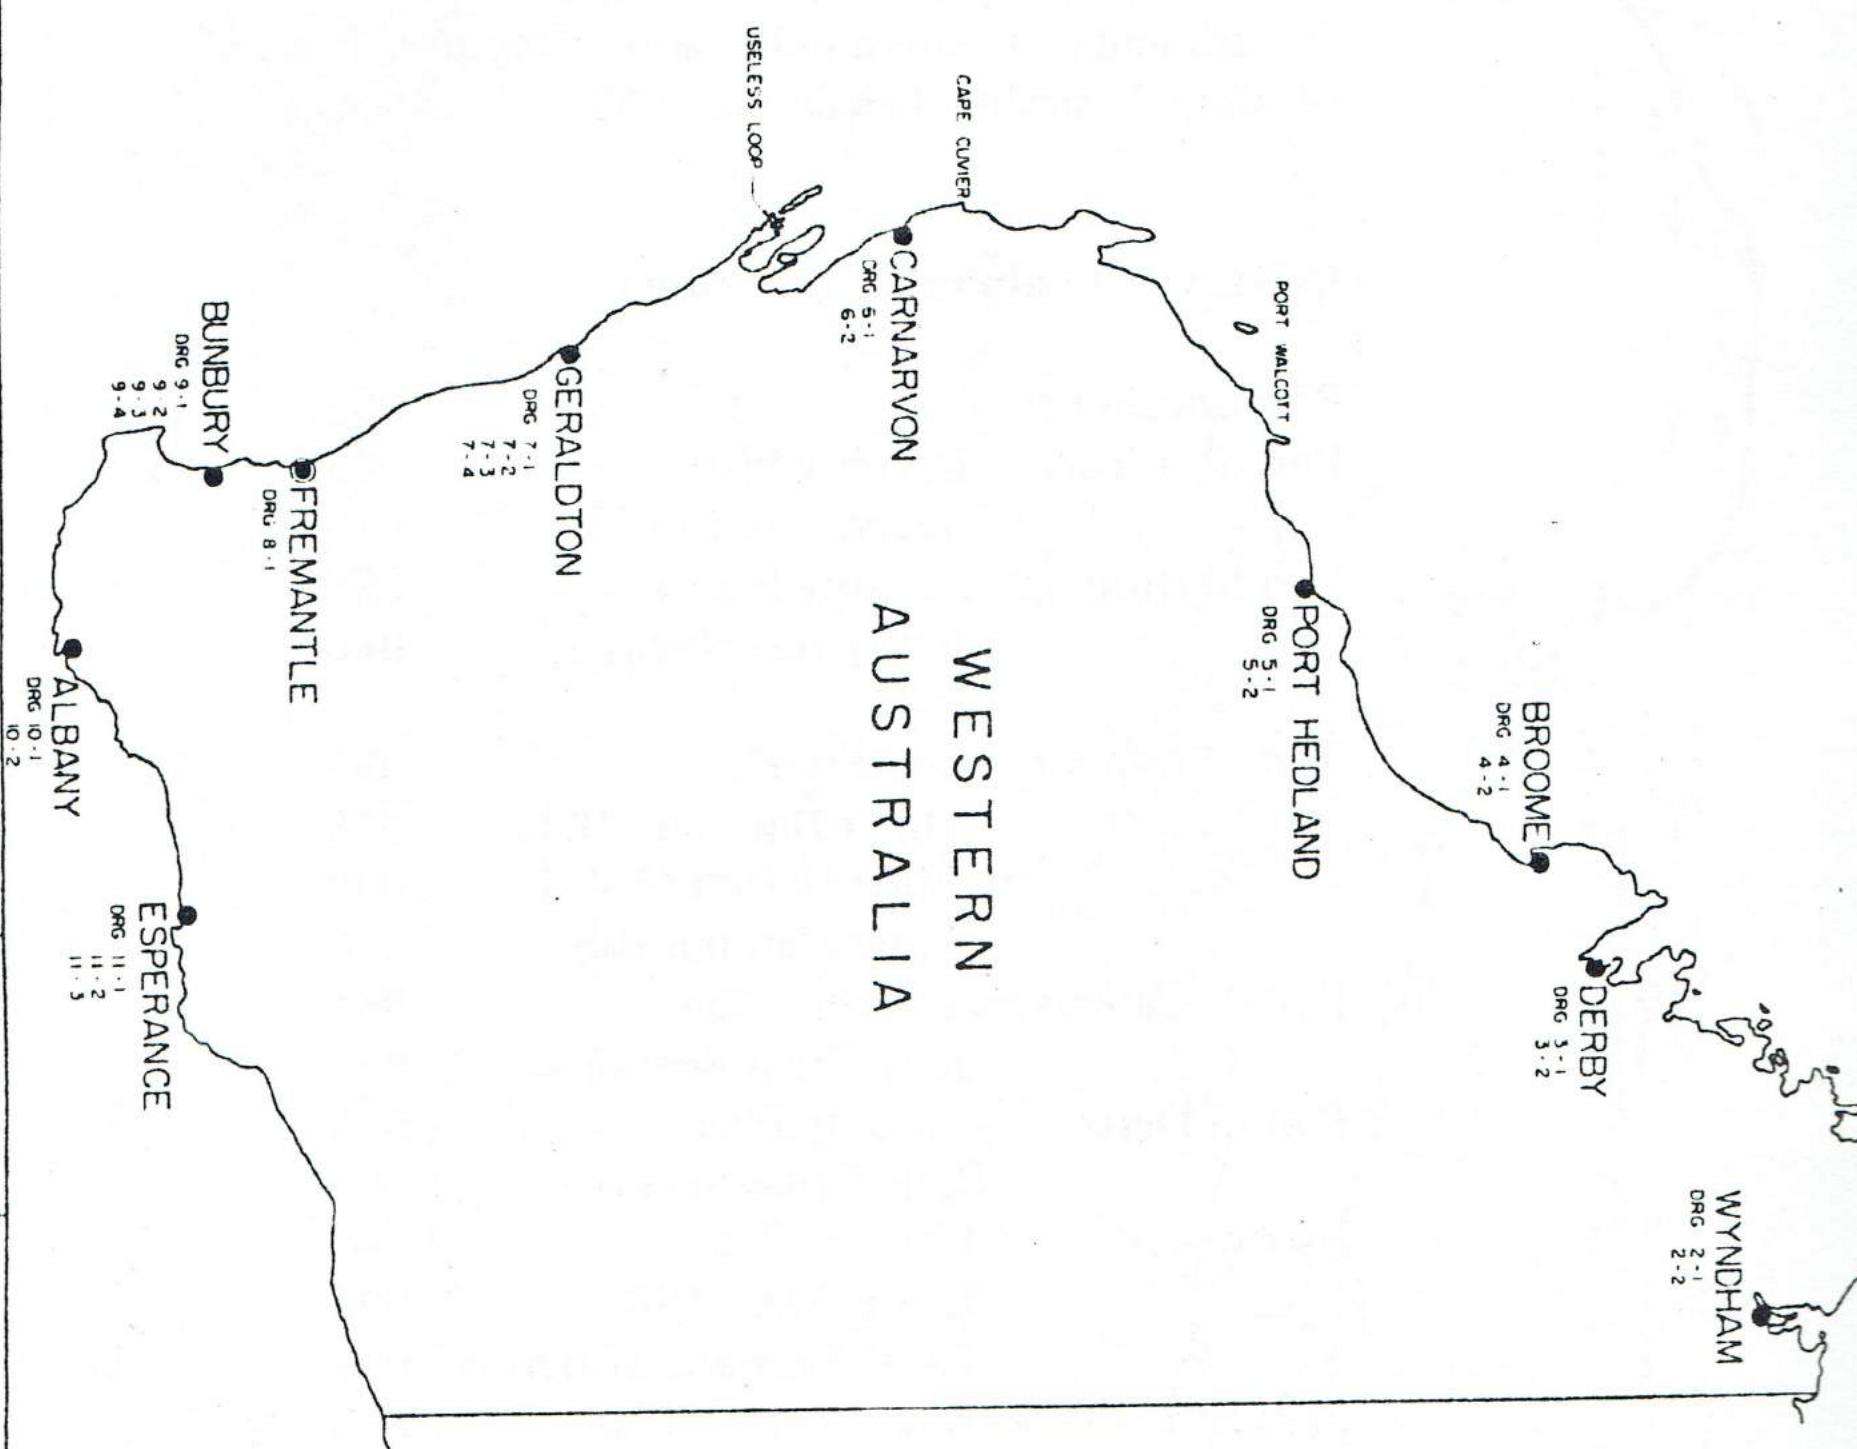 WYNDHAM
DRG 2-1
2-2
DERBY
DRG 3-1
3-2
BROOME
DRG 4-1
4-2
PORT HEDLAND
DRG 5-1
5-2
PORT WALCOTT
CAPE CUVIER
CARNARVON
DRG 6-1
6-2
USELESS LOOP
WESTERN
AUSTRALIA
GERALDTON
DRG 7-1
7-2
7-3
7-4
FREMANTLE
DRG 8-1
BUNBURY
DRG 9-1
9-2
9-3
9-4
ALBANY
DRG 10-1
10-2
ESPERANCE
DRG 11-1
11-2
11-3